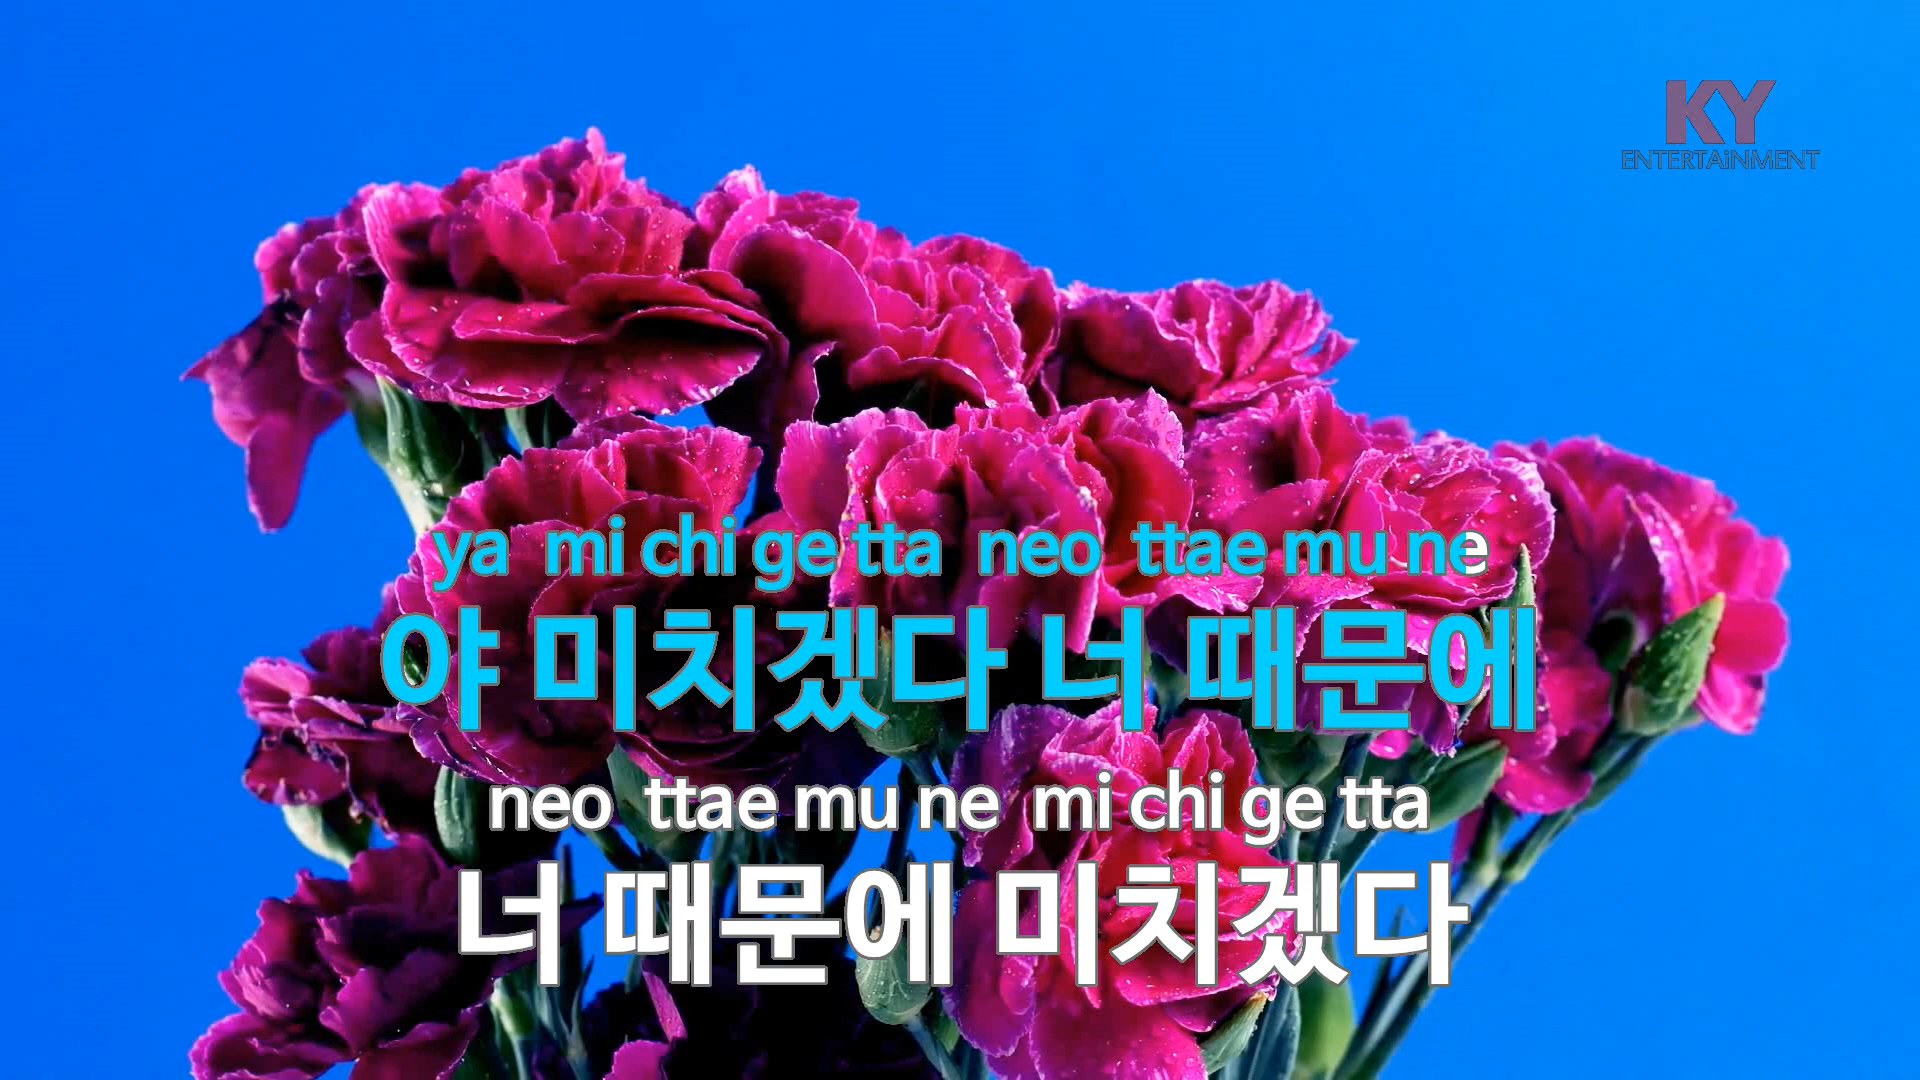 KY
ENTERTAiNMENT
ya mi chi ge tta neo ttae mu ne
야 미치겠다 너 때문에
neo ttae mu ne mi chi ge tta
너 때문에 미치겠다